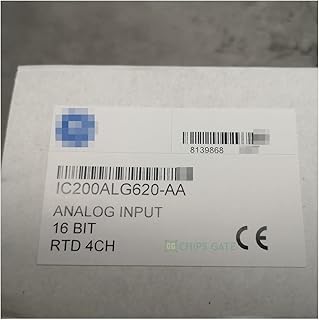 8139868
IC200ALG620-AA
ANALOG INPUT
16 BIT
RTD 4CH
CHIPS GATE
CE